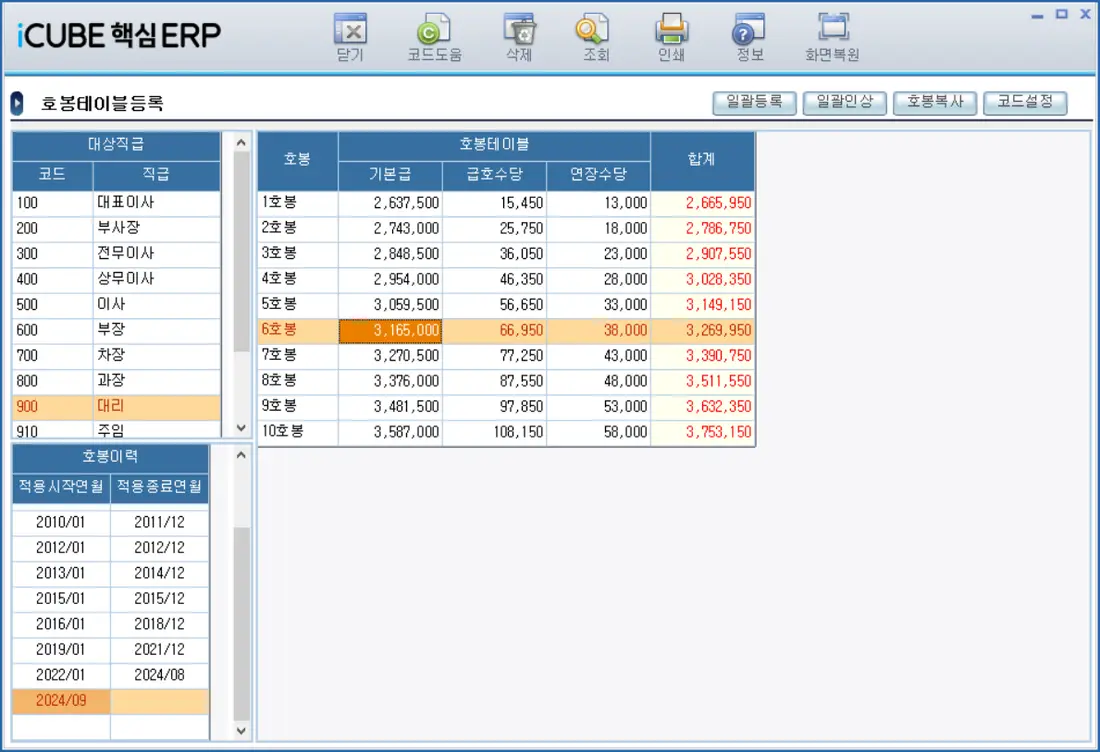 iCUBE 핵심 ERP
닫기 코드도움 삭제 조회 인쇄 정보 화면복원
호봉테이블등록
일괄등록 일괄인상 호봉복사 코드설정
대상직급
코드 직급
100 대표이사
200 부사장
300 전무이사
400 상무이사
500 이사
600 부장
700 차장
800 과장
900 대리
910 주임
호봉이력
적용시작연월 적용종료연월
2010/01 2011/12
2012/01 2012/12
2013/01 2014/12
2015/01 2015/12
2016/01 2018/12
2019/01 2021/12
2022/01 2024/08
2024/09
호봉 호봉테이블 합계
기본급 급호수당 연장수당
1호봉 2,637,500 15,450 13,000 2,665,950
2호봉 2,743,000 25,750 18,000 2,786,750
3호봉 2,848,500 36,050 23,000 2,907,550
4호봉 2,954,000 46,350 28,000 3,028,350
5호봉 3,059,500 56,650 33,000 3,149,150
6호봉 3,165,000 66,950 38,000 3,269,950
7호봉 3,270,500 77,250 43,000 3,390,750
8호봉 3,376,000 87,550 48,000 3,511,550
9호봉 3,481,500 97,850 53,000 3,632,350
10호봉 3,587,000 108,150 58,000 3,753,150